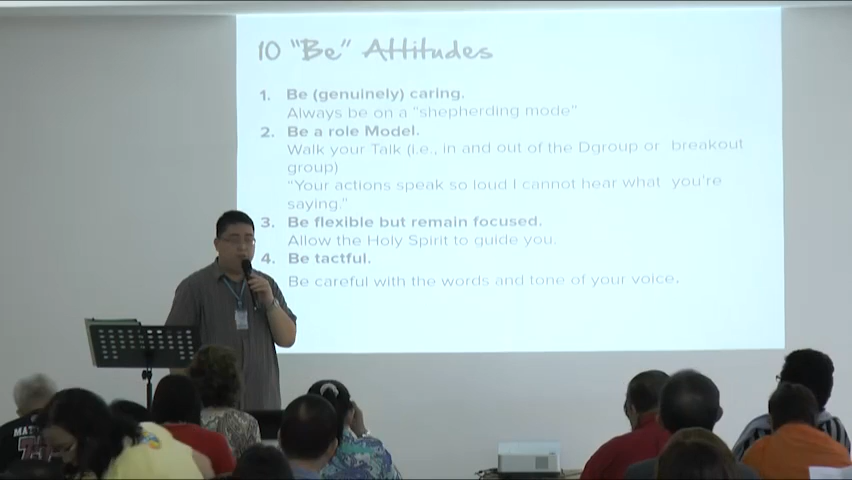 10 "Be" Attitudes
1. Be (genuinely) caring.
Always be on a "shepherding mode"
2. Be a role Model.
Walk your Talk (i.e., in and out of the Dgroup or breakout
group)
"Your actions speak so loud I cannot hear what you're
saying."
3. Be flexible but remain focused.
Allow the Holy Spirit to guide you.
4. Be tactful.
Be careful with the words and tone of your voice.